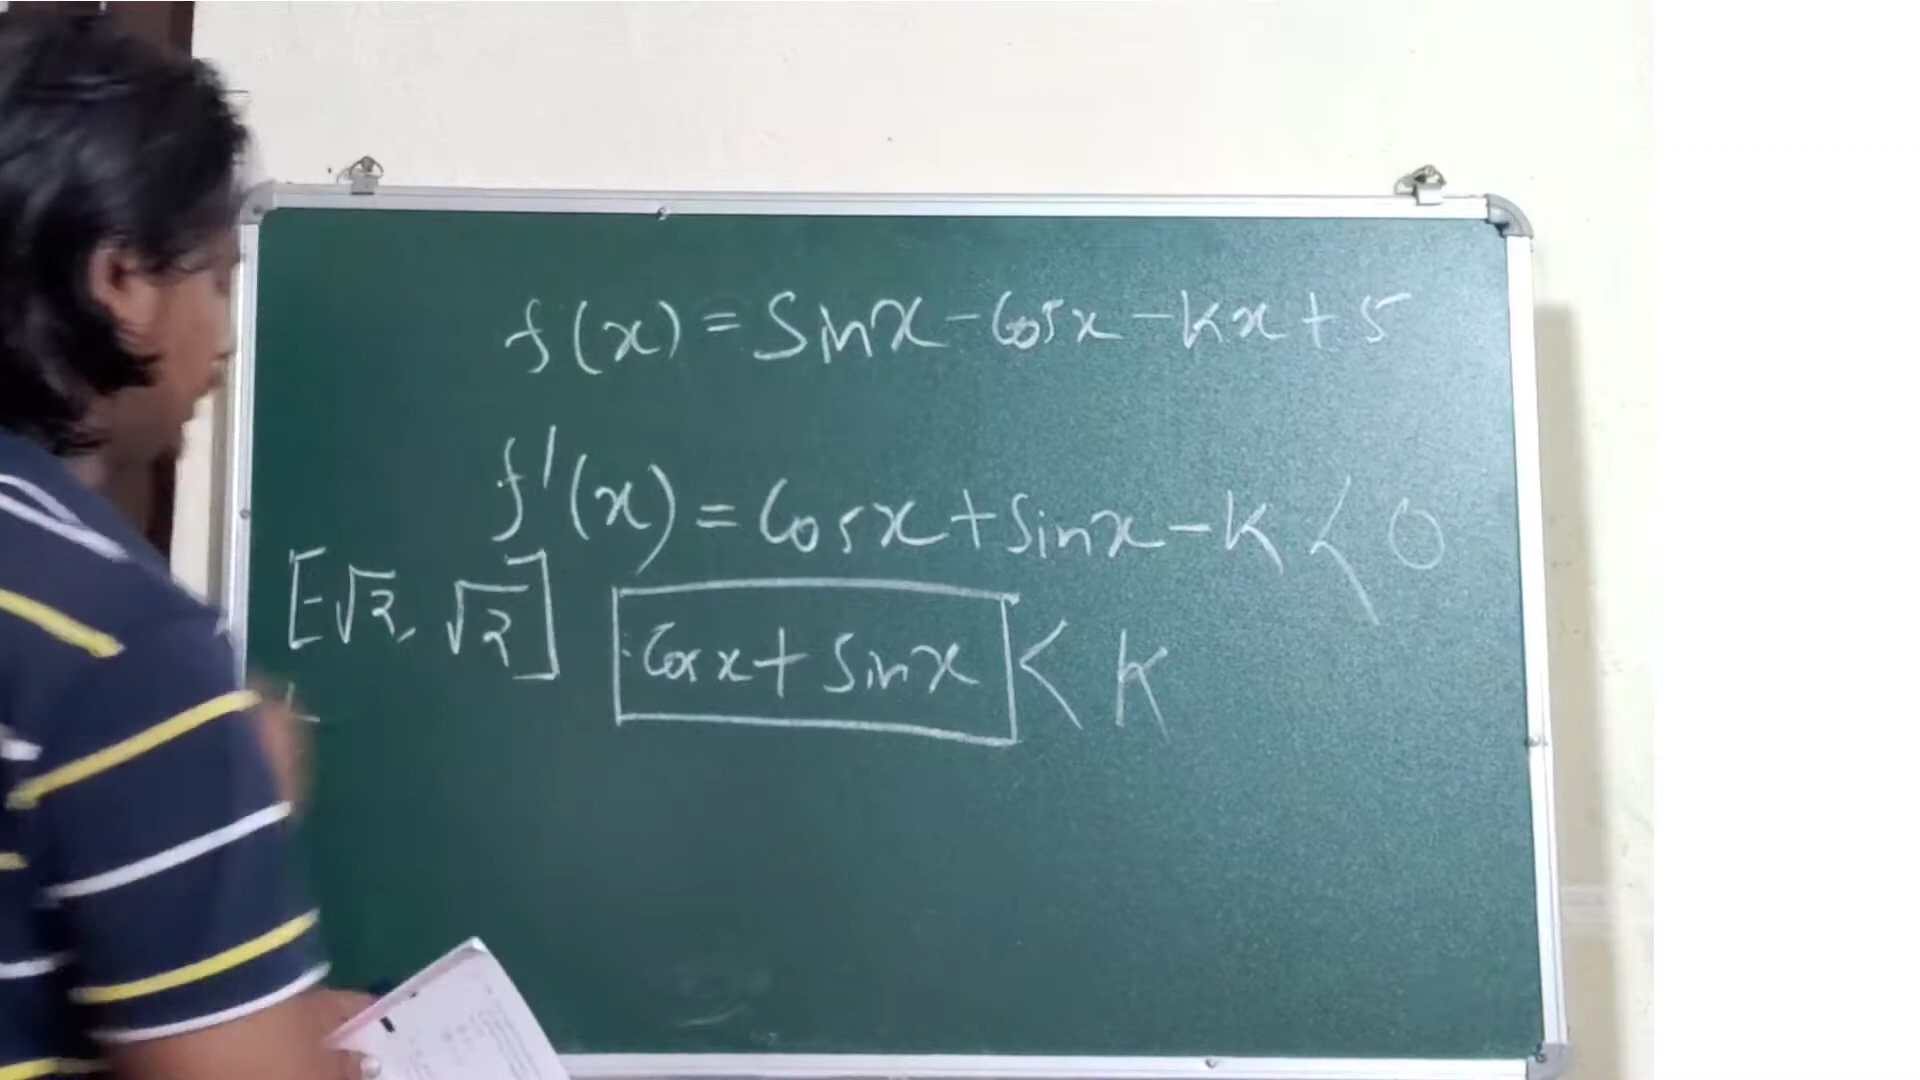 f(x) = Sinx - Cosx - Kx + 5
f'(x) = Cosx + Sinx - K < 0
[-√2, √2] Cosx + Sinx < K